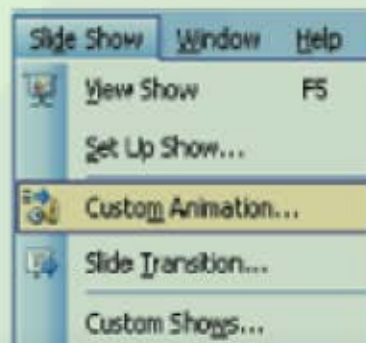 Slide Show Window Help
View Show F5
Set Up Show...
Custom Animation...
Slide Transition...
Custom Shows...